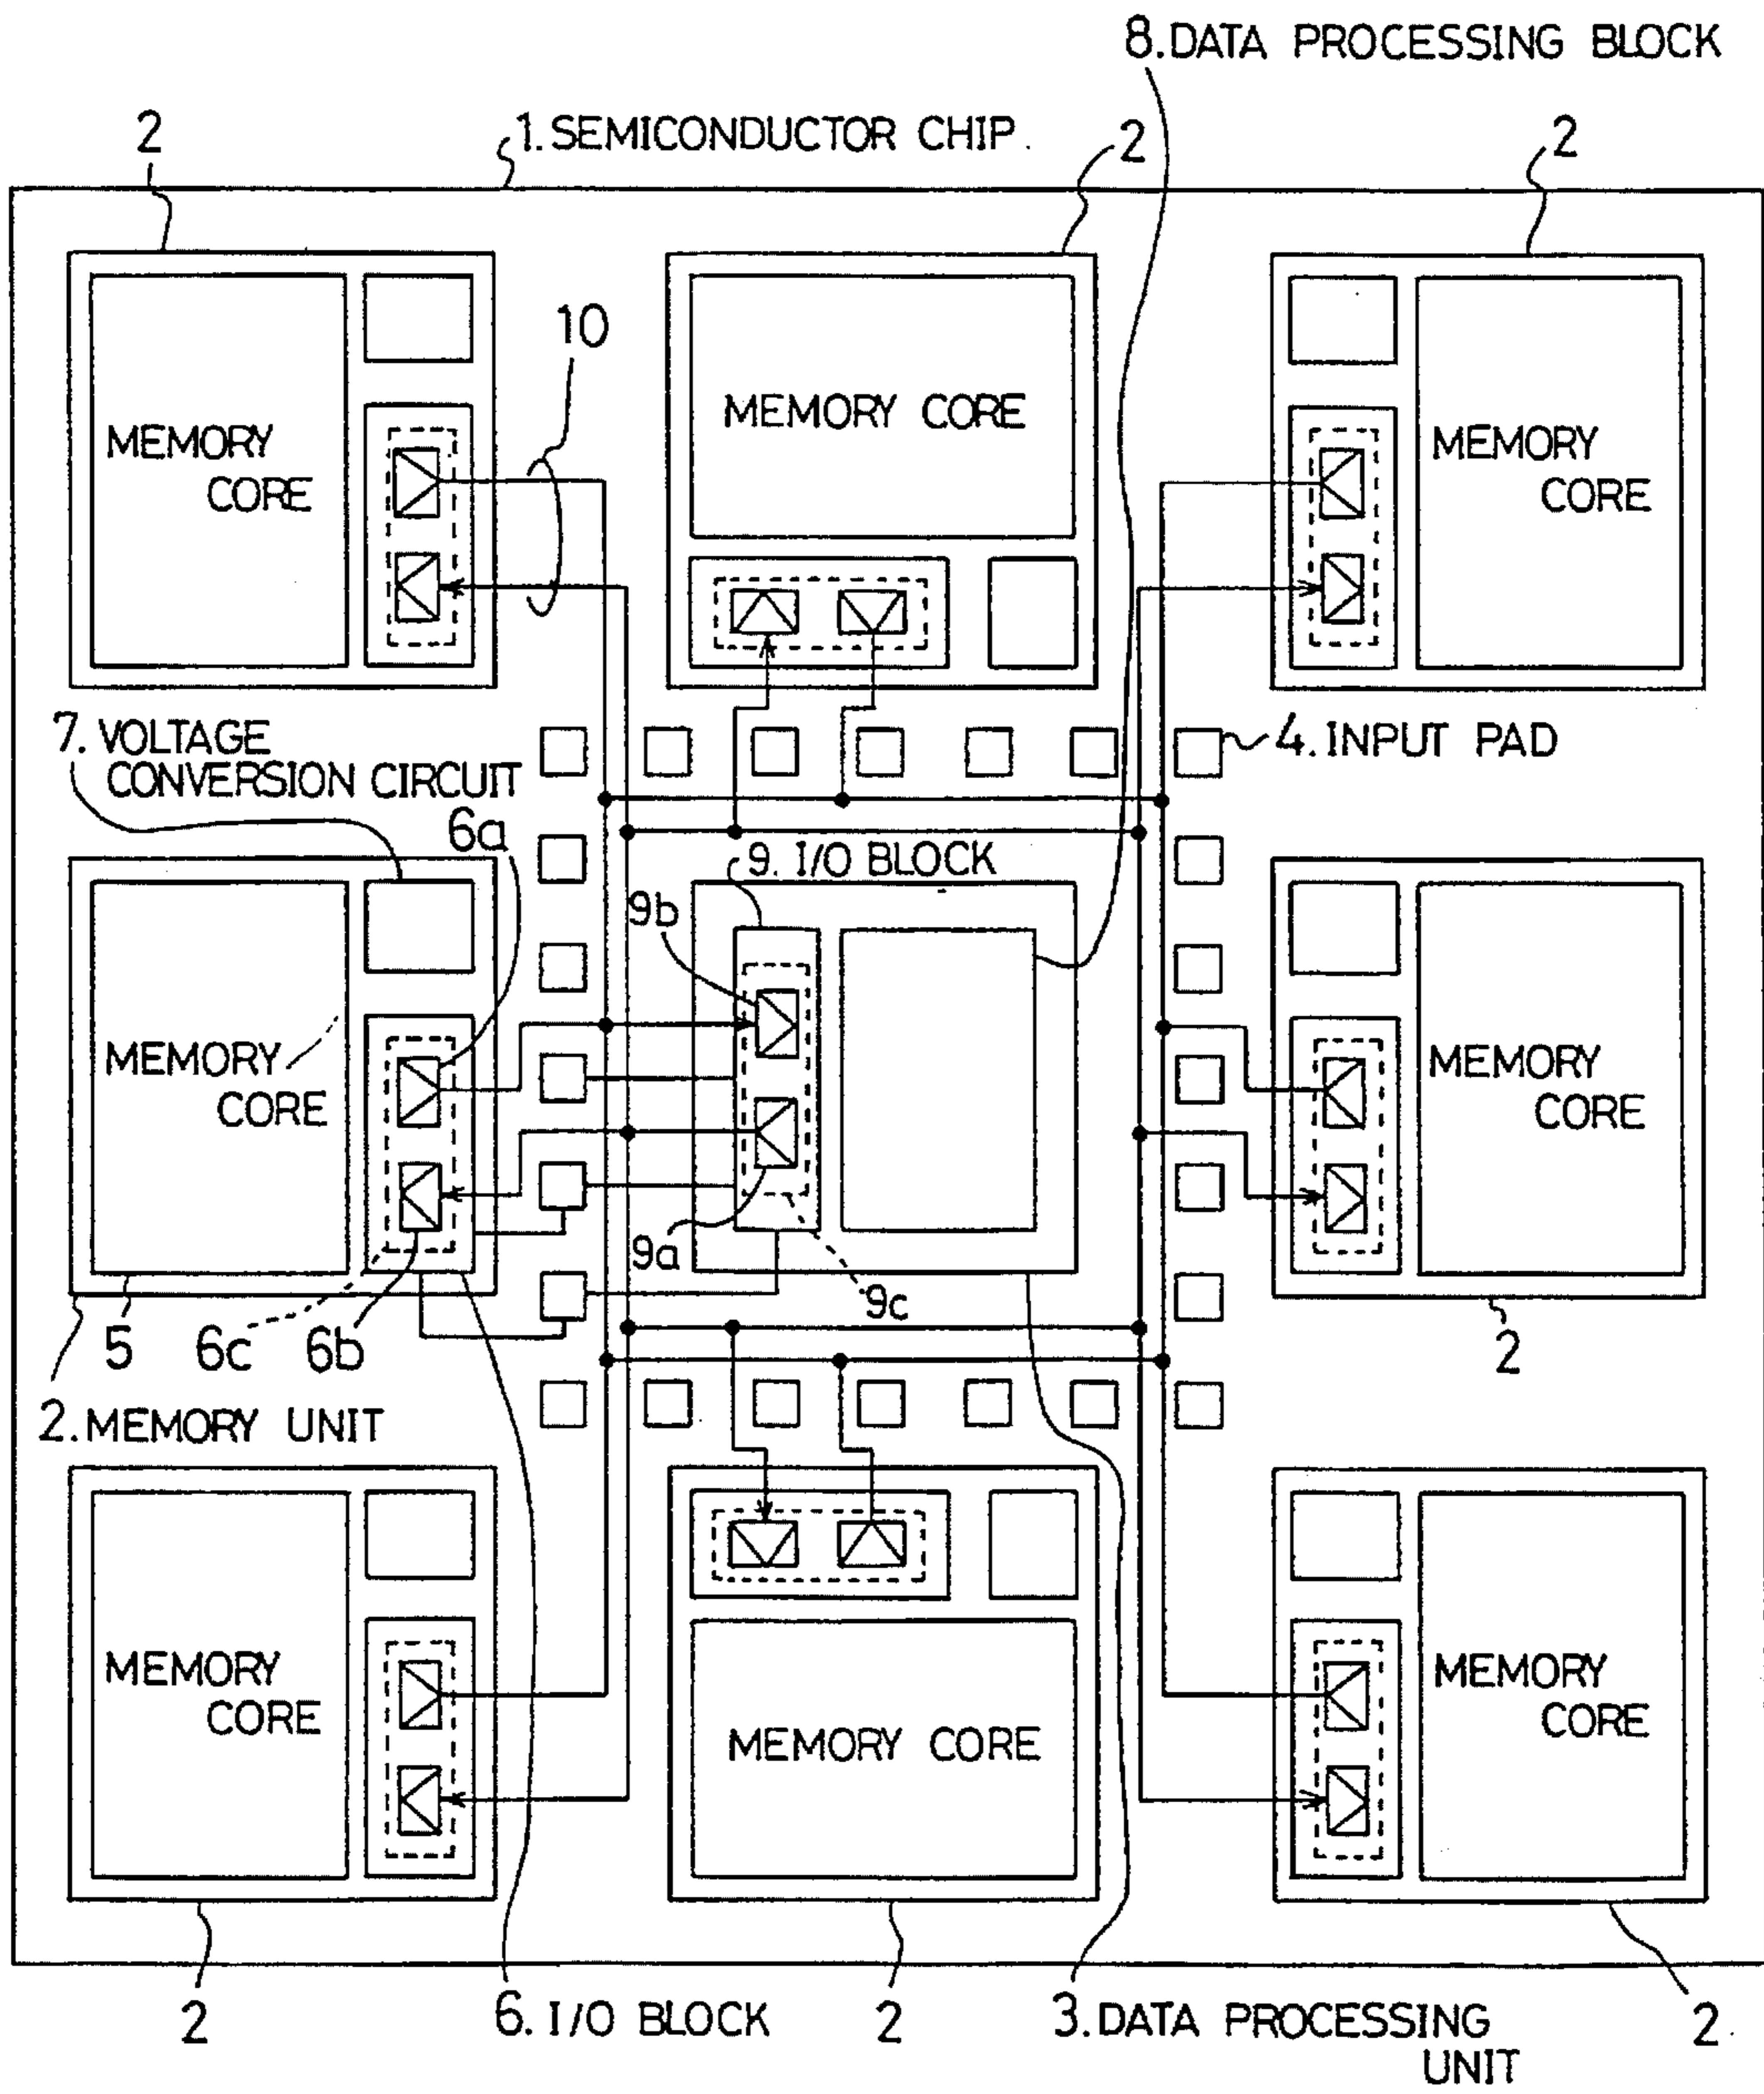 8. DATA PROCESSING BLOCK
1. SEMICONDUCTOR CHIP
2
2
2
10
MEMORY
CORE
MEMORY CORE
MEMORY
CORE
7. VOLTAGE
CONVERSION CIRCUIT
4. INPUT PAD
6a
9. I/O BLOCK
9b
MEMORY
CORE
MEMORY
CORE
9a
9c
5
6c
6b
2
2. MEMORY UNIT
MEMORY
CORE
MEMORY CORE
MEMORY
CORE
2
6. I/O BLOCK
2
3. DATA PROCESSING
UNIT
2